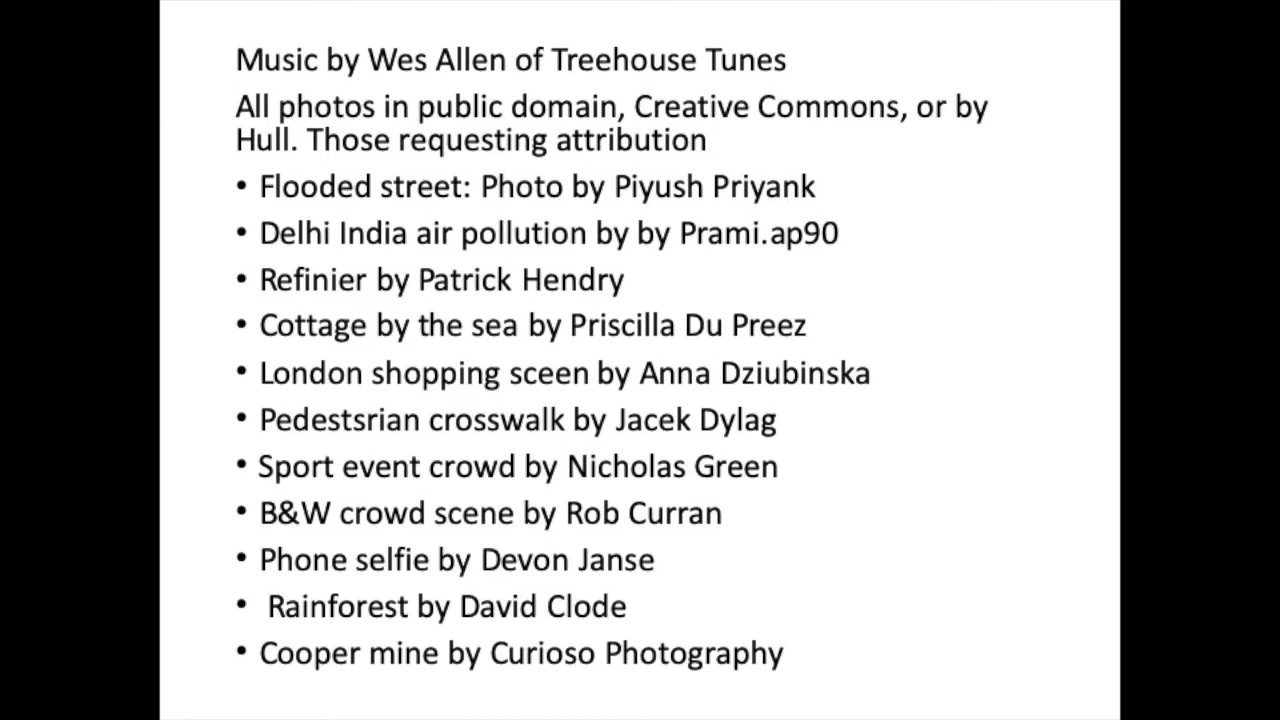 Music by Wes Allen of Treehouse Tunes
All photos in public domain, Creative Commons, or by
Hull. Those requesting attribution
• Flooded street: Photo by Piyush Priyank
• Delhi India air pollution by by Prami.ap90
• Refinier by Patrick Hendry
• Cottage by the sea by Priscilla Du Preez
• London shopping sceen by Anna Dziubinska
• Pedestsrian crosswalk by Jacek Dylag
• Sport event crowd by Nicholas Green
• B&W crowd scene by Rob Curran
• Phone selfie by Devon Janse
• Rainforest by David Clode
• Cooper mine by Curioso Photography